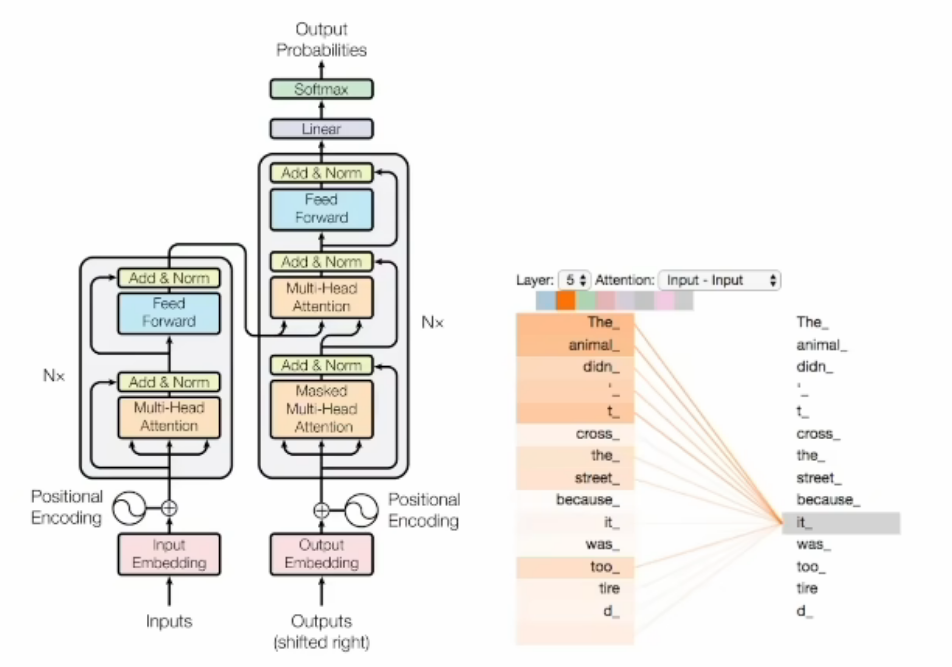 Output
Probabilities
Softmax
Linear
Add & Norm
Feed
Forward
Add & Norm
Multi-Head
Attention
Add & Norm
Masked
Multi-Head
Attention
Nx
Add & Norm
Feed
Forward
Nx
Add & Norm
Multi-Head
Attention
Positional
Encoding
Positional
Encoding
Input
Embedding
Output
Embedding
Inputs
Outputs
(shifted right)
Layer: 5 Attention: Input - Input
The_
animal_
didn_
'_
t_
cross_
the_
street_
because_
it_
was_
too_
tire
d_
The_
animal_
didn_
'_
t_
cross_
the_
street_
because_
it_
was_
too_
tire
d_